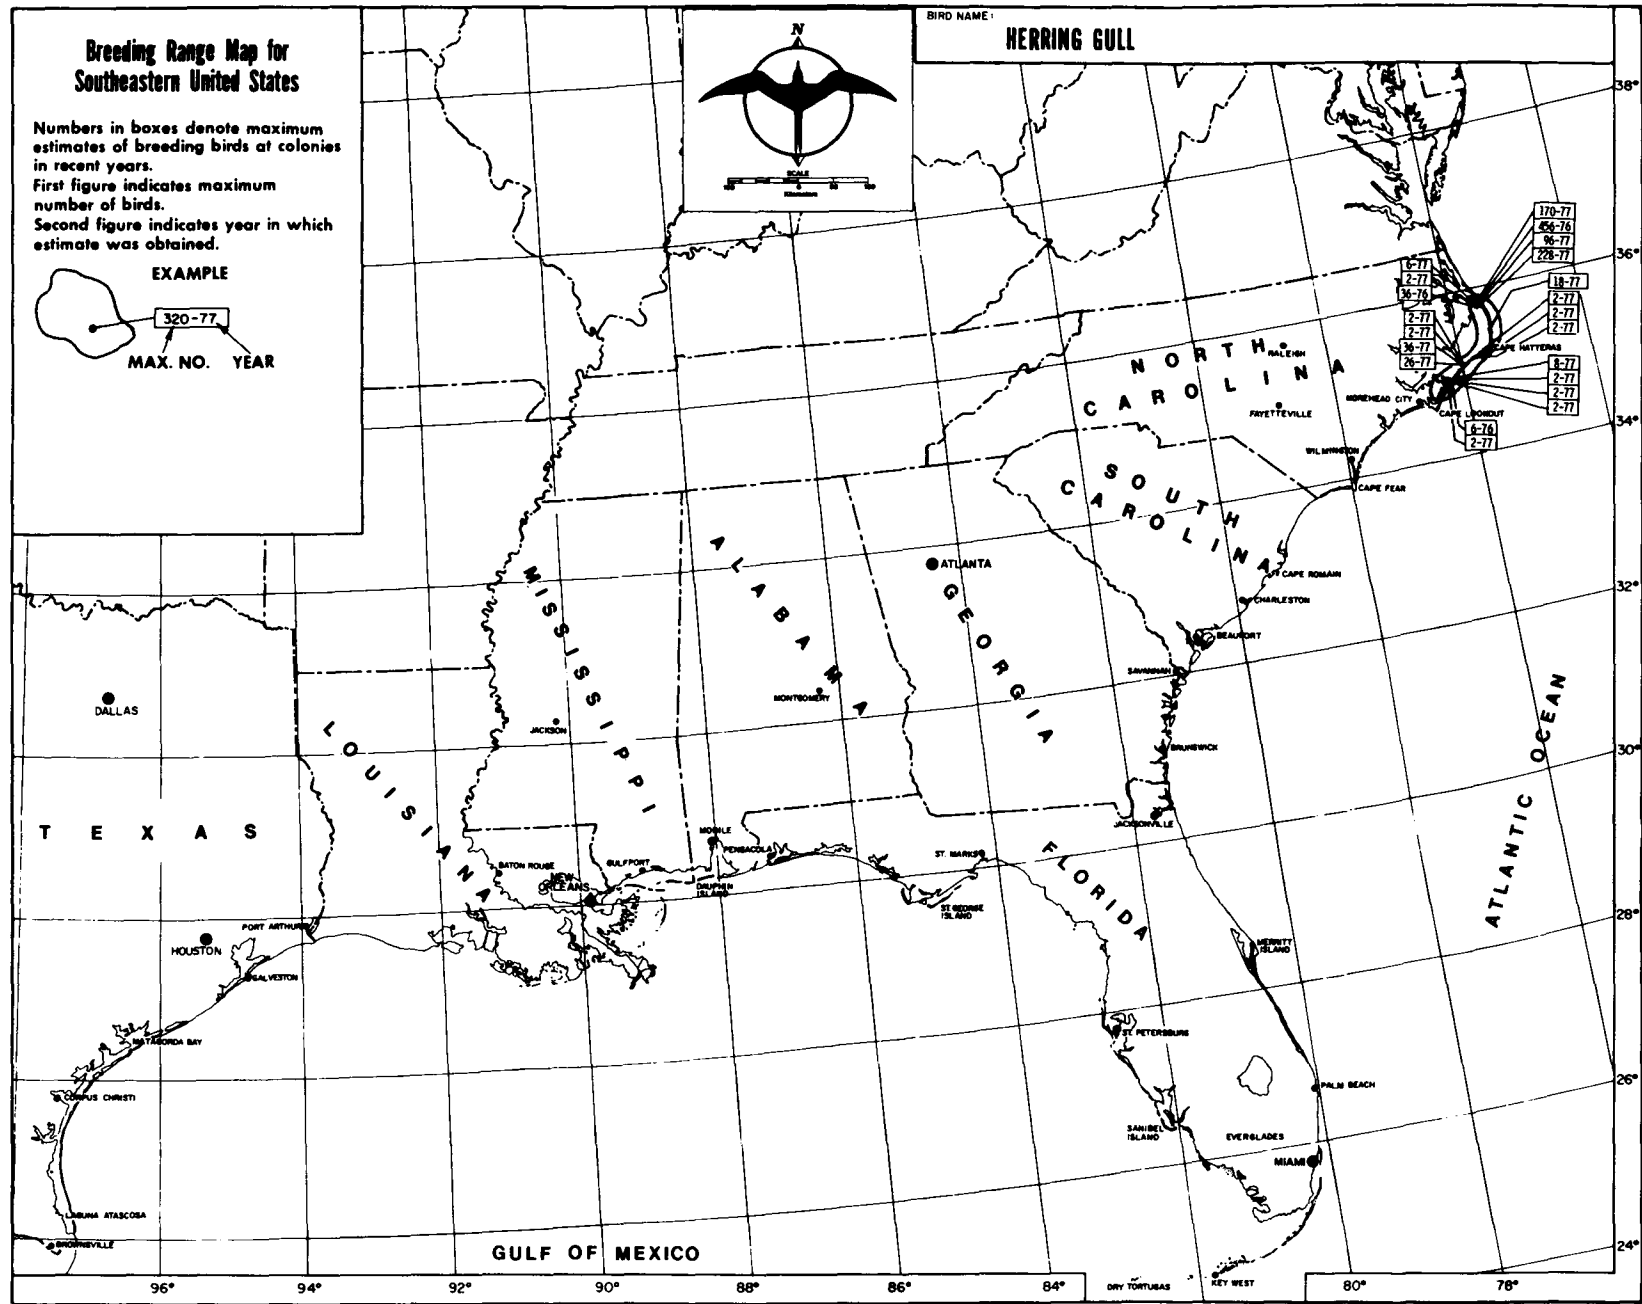 Breeding Range Map for
Southeastern United States
Numbers in boxes denote maximum
estimates of breeding birds at colonies
in recent years.
First figure indicates maximum
number of birds.
Second figure indicates year in which
estimate was obtained.
EXAMPLE
320-77
MAX. NO. YEAR
N
SCALE
Kilometers
BIRD NAME:
HERRING GULL
38°
36°
34°
32°
30°
28°
26°
24°
170-77
456-76
96-77
228-77
6-77
2-77
36-76
2-77
2-77
36-77
26-77
18-77
2-77
2-77
2-77
8-77
2-77
2-77
2-77
6-76
2-77
CAPE HATTERAS
NORTH
CAROLINA
RALEIGH
FAYETTEVILLE
MOREHEAD CITY
CAPE LOOKOUT
WILMINGTON
CAPE FEAR
SOUTH
CAROLINA
CAPE ROMAIN
CHARLESTON
BEAUFORT
SAVANNAH
BRUNSWICK
JACKSONVILLE
ATLANTA
GEORGIA
ALABAMA
MONTGOMERY
MISSISSIPPI
JACKSON
LOUISIANA
DALLAS
TEXAS
BATON ROUGE
NEW
ORLEANS
GULFPORT
MOBILE
PENSACOLA
DAUPHIN
ISLAND
ST. MARKS
ST. GEORGE
ISLAND
FLORIDA
MERRITT
ISLAND
ST. PETERSBURG
PALM BEACH
SANIBEL
ISLAND
EVERGLADES
MIAMI
KEY WEST
DRY TORTUGAS
PORT ARTHUR
HOUSTON
GALVESTON
MATAGORDA BAY
CORPUS CHRISTI
LAGUNA ATASCOSA
BROWNSVILLE
GULF OF MEXICO
ATLANTIC OCEAN
96° 94° 92° 90° 88° 86° 84° 80° 78°